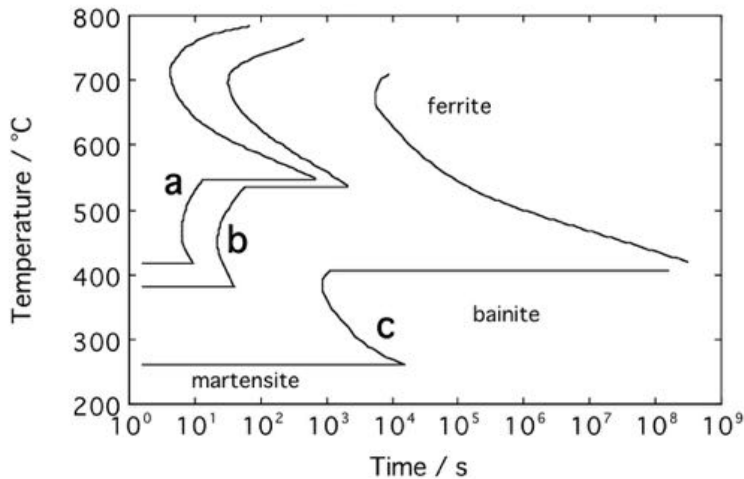 800
700
600
500
400
300
200
Temperature / °C
a
b
c
ferrite
bainite
martensite
10⁰ 10¹ 10² 10³ 10⁴ 10⁵ 10⁶ 10⁷ 10⁸ 10⁹
Time / s